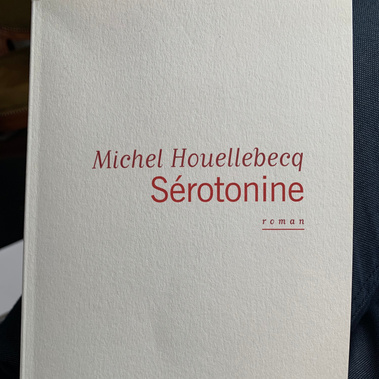 Michel Houellebecq
Sérotonine
roman